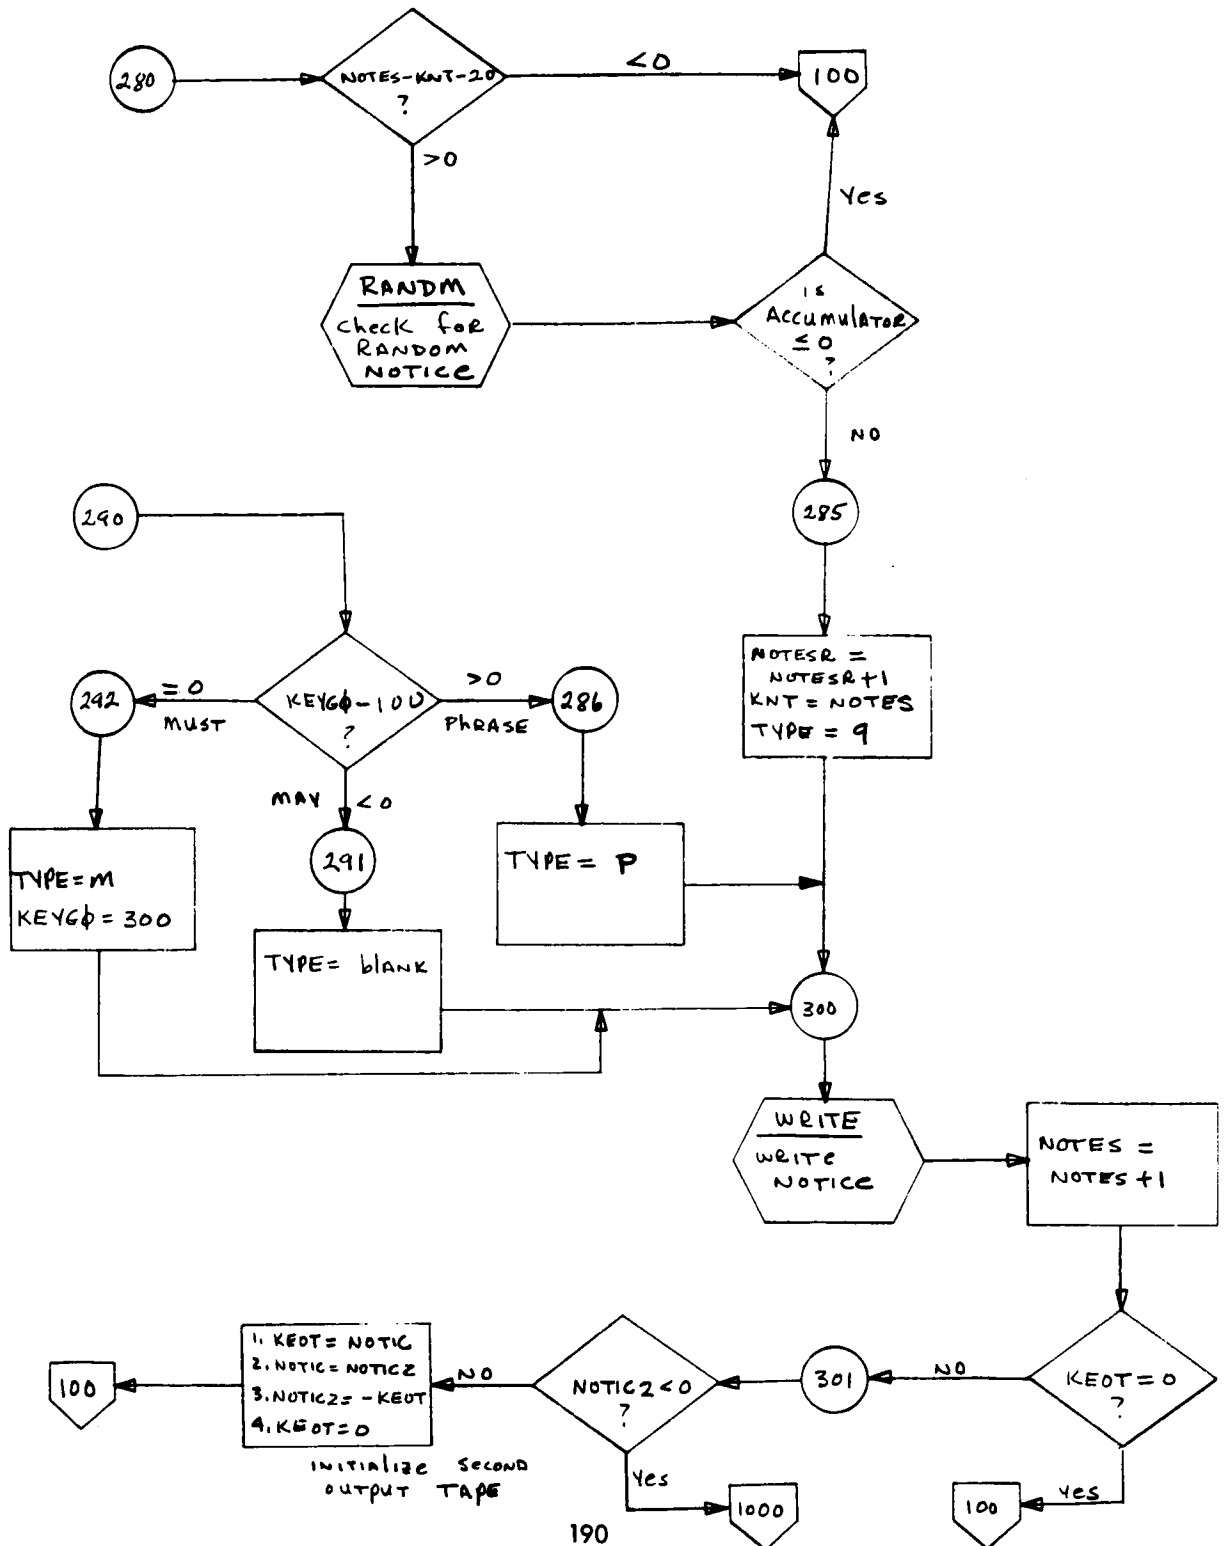 280
NOTES-KNT-20
?
<0
100
>0
Yes
RANDM
check for
RANDOM
NOTICE
is
ACCUMULATOR
≤0
?
NO
285
290
NOTESR =
NOTESR+1
KNT = NOTES
TYPE = 9
292
=0
MUST
KEYGϕ-100
?
>0
PHRASE
286
MAY <0
291
TYPE=M
KEYGϕ=300
TYPE= P
TYPE= blANK
300
WRITE
WRITE
NOTICE
NOTES =
NOTES+1
KEOT=0
?
NO
301
NOTIC2<0
?
NO
1. KEOT= NOTIC
2. NOTIC= NOTIC2
3. NOTIC2= -KEOT
4. KEOT=0
100
INITIALIZE SECOND
OUTPUT TAPE
Yes
1000
100
Yes
190